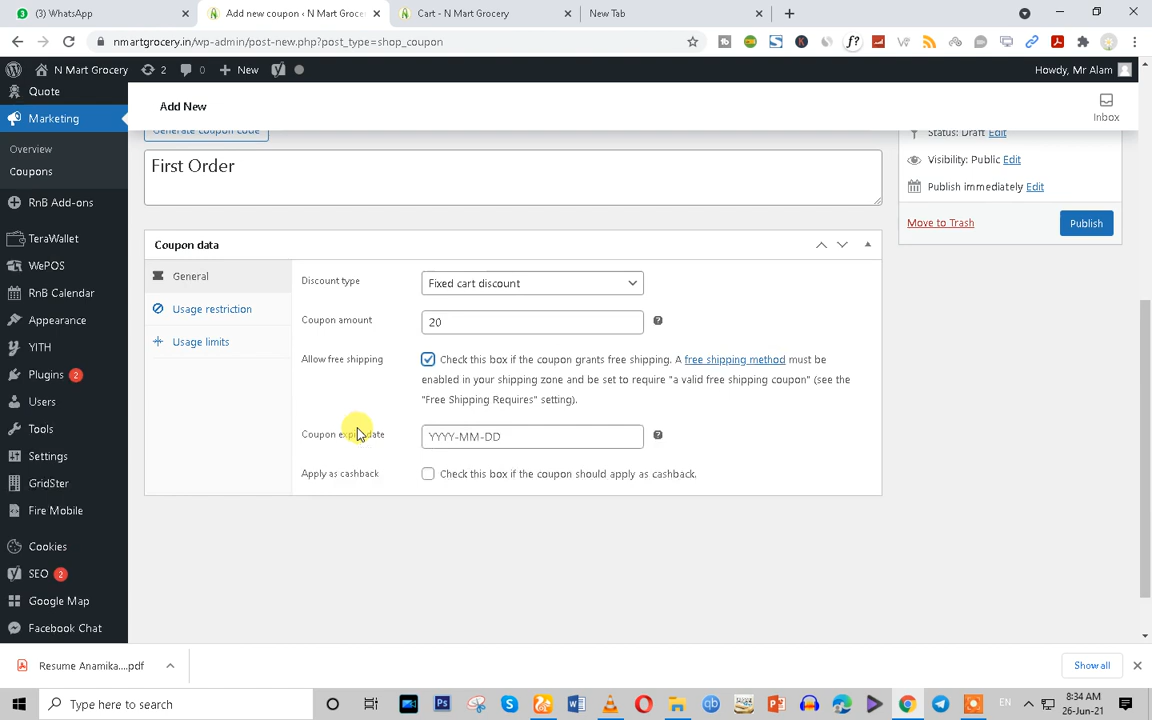 (3) WhatsApp
Add new coupon ‹ N Mart Groce
Cart - N Mart Grocery
New Tab
nmartgrocery.com/wp-admin/post-new.php?post_type=shop_coupon
N Mart Grocery
2
0
New
Howdy, Mr Alam
Quote
Marketing
Overview
Coupons
RnB Add-ons
TeraWallet
WePOS
RnB Calendar
Appearance
YITH
Plugins 2
Users
Tools
Settings
GridSter
Fire Mobile
Cookies
SEO 2
Google Map
Facebook Chat
Add New
Inbox
Generate coupon code
First Order
Status: Draft Edit
Visibility: Public Edit
Publish immediately Edit
Move to Trash
Publish
Coupon data
General
Usage restriction
Usage limits
Discount type
Fixed cart discount
Coupon amount
20
Allow free shipping
Check this box if the coupon grants free shipping. A free shipping method must be
enabled in your shipping zone and be set to require "a valid free shipping coupon" (see the
"Free Shipping Requires" setting).
Coupon expiry date
YYYY-MM-DD
Apply as cashback
Check this box if the coupon should apply as cashback.
Resume Anamika....pdf
Show all
Type here to search
EN
8:34 AM
26-Jun-21